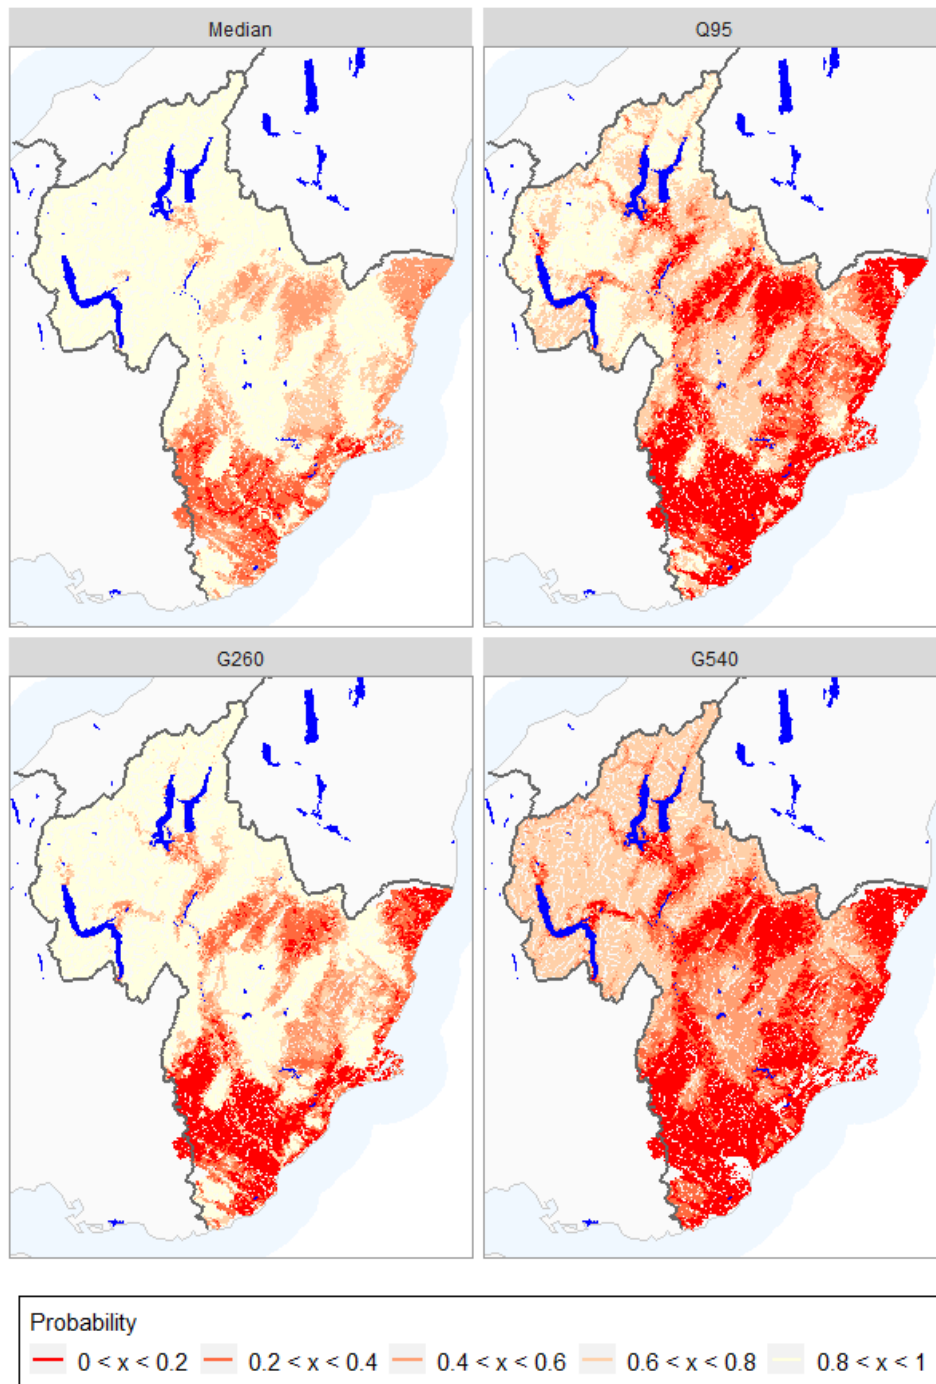 Median
Q95
G260
G540
Probability
0 < x < 0.2 0.2 < x < 0.4 0.4 < x < 0.6 0.6 < x < 0.8 0.8 < x < 1